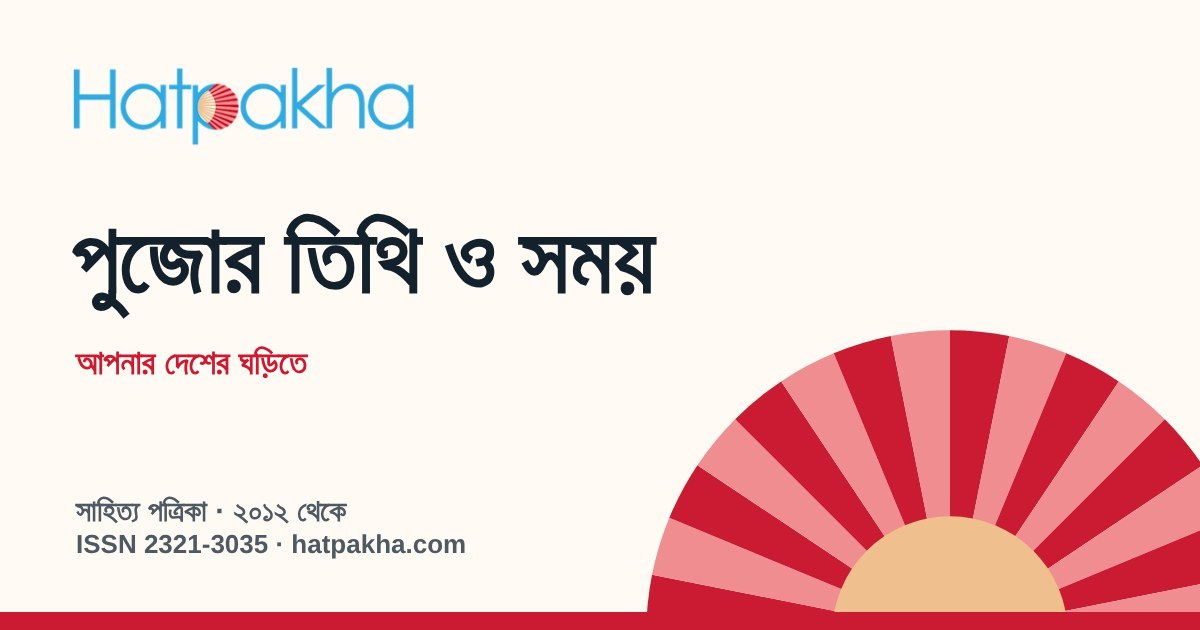 Hatpakha
পুজোর তিথি ও সময়
আপনার দেশের ঘড়িতে
সাহিত্য পত্রিকা · ২০১২ থেকে
ISSN 2321-3035 · hatpakha.com